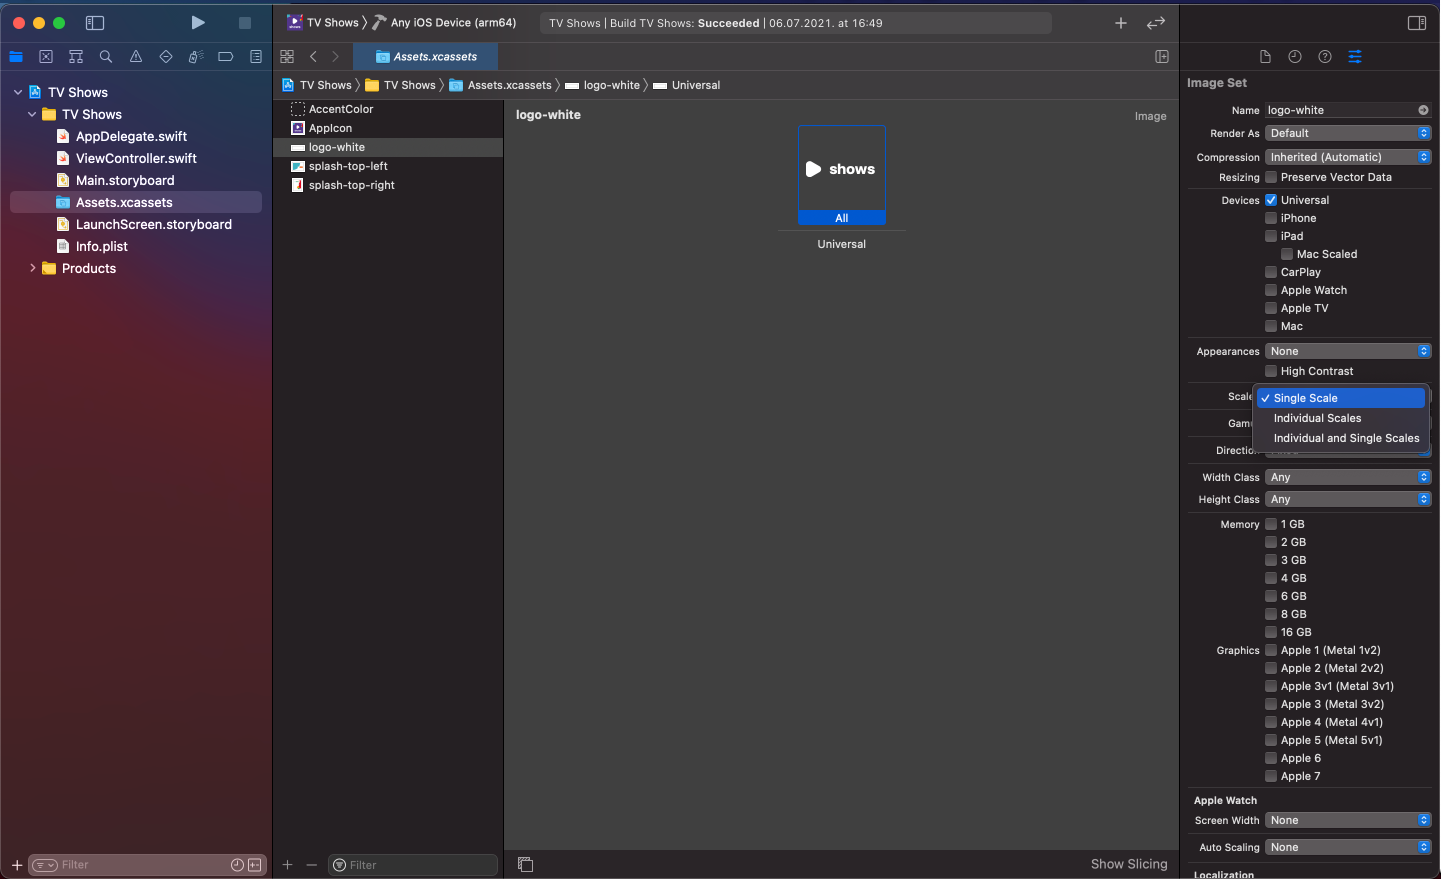 TV Shows
Any iOS Device (arm64)
TV Shows | Build TV Shows: Succeeded | 06.07.2021. at 16:49
Assets.xcassets
TV Shows
TV Shows
Assets.xcassets
logo-white
Universal
TV Shows
TV Shows
AppDelegate.swift
ViewController.swift
Main.storyboard
Assets.xcassets
LaunchScreen.storyboard
Info.plist
Products
Filter
AccentColor
AppIcon
logo-white
splash-top-left
splash-top-right
Filter
logo-white
Image
shows
All
Universal
Show Slicing
Image Set
Name logo-white
Render As Default
Compression Inherited (Automatic)
Resizing Preserve Vector Data
Devices Universal
iPhone
iPad
Mac Scaled
CarPlay
Apple Watch
Apple TV
Mac
Appearances None
High Contrast
Scale
Single Scale
Individual Scales
Gam
Individual and Single Scales
Directio
Width Class Any
Height Class Any
Memory 1 GB
2 GB
3 GB
4 GB
6 GB
8 GB
16 GB
Graphics Apple 1 (Metal 1v2)
Apple 2 (Metal 2v2)
Apple 3v1 (Metal 3v1)
Apple 3 (Metal 3v2)
Apple 4 (Metal 4v1)
Apple 5 (Metal 5v1)
Apple 6
Apple 7
Apple Watch
Screen Width None
Auto Scaling None
Localization